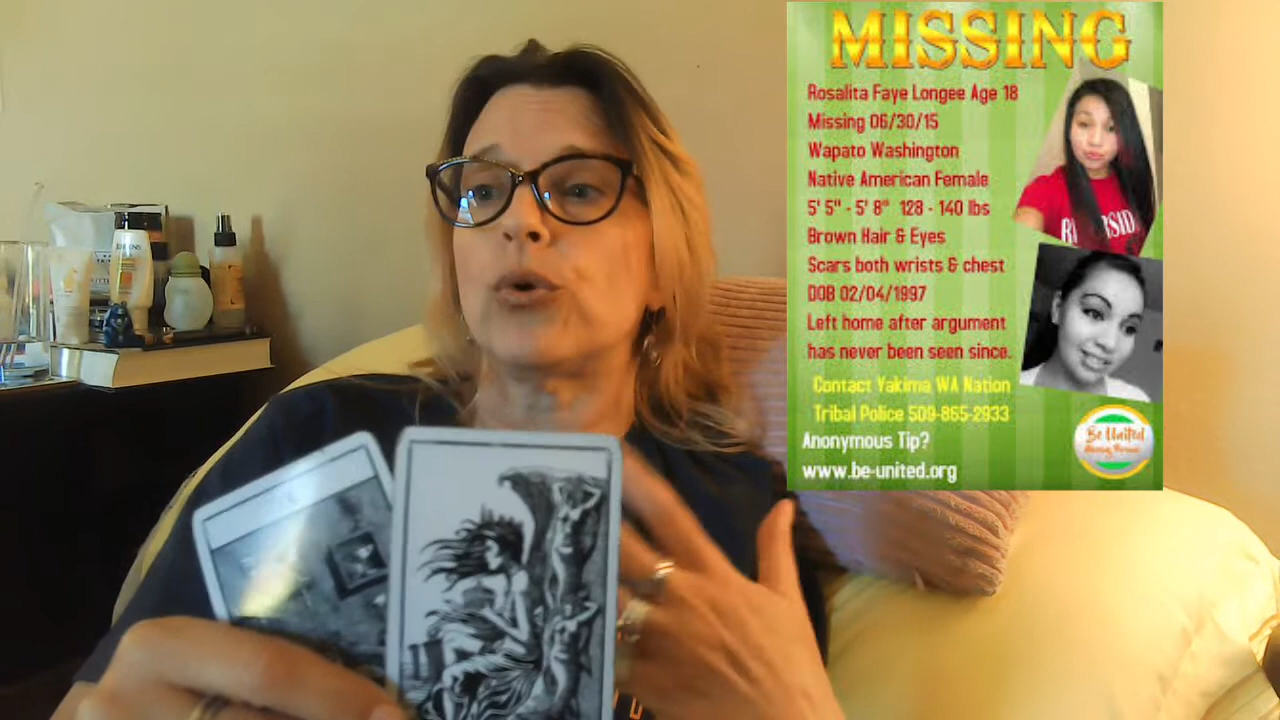 MISSING
Rosalita Faye Longee Age 18
Missing 06/30/15
Wapato Washington
Native American Female
5' 5" - 5' 8" 128 - 140 lbs
Brown Hair & Eyes
Scars both wrists & chest
DOB 02/04/1997
Left home after argument
has never been seen since.
Contact Yakima WA Nation
Tribal Police 509-865-2933
Anonymous Tip?
www.be-united.org
Be United